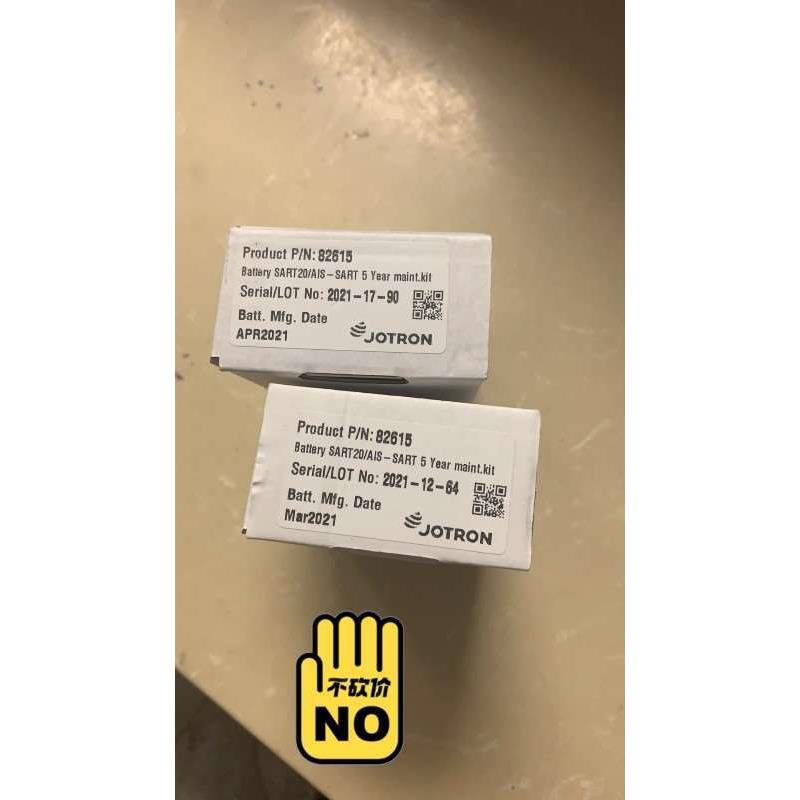 Product P/N: 82615
Battery SART20/AIS-SART 5 Year maint.kit
Serial/LOT No: 2021-17-90
Batt. Mfg. Date
APR2021
JOTRON
Product P/N: 82615
Battery SART20/AIS-SART 5 Year maint.kit
Serial/LOT No: 2021-12-64
Batt. Mfg. Date
Mar2021
JOTRON
不砍价
NO